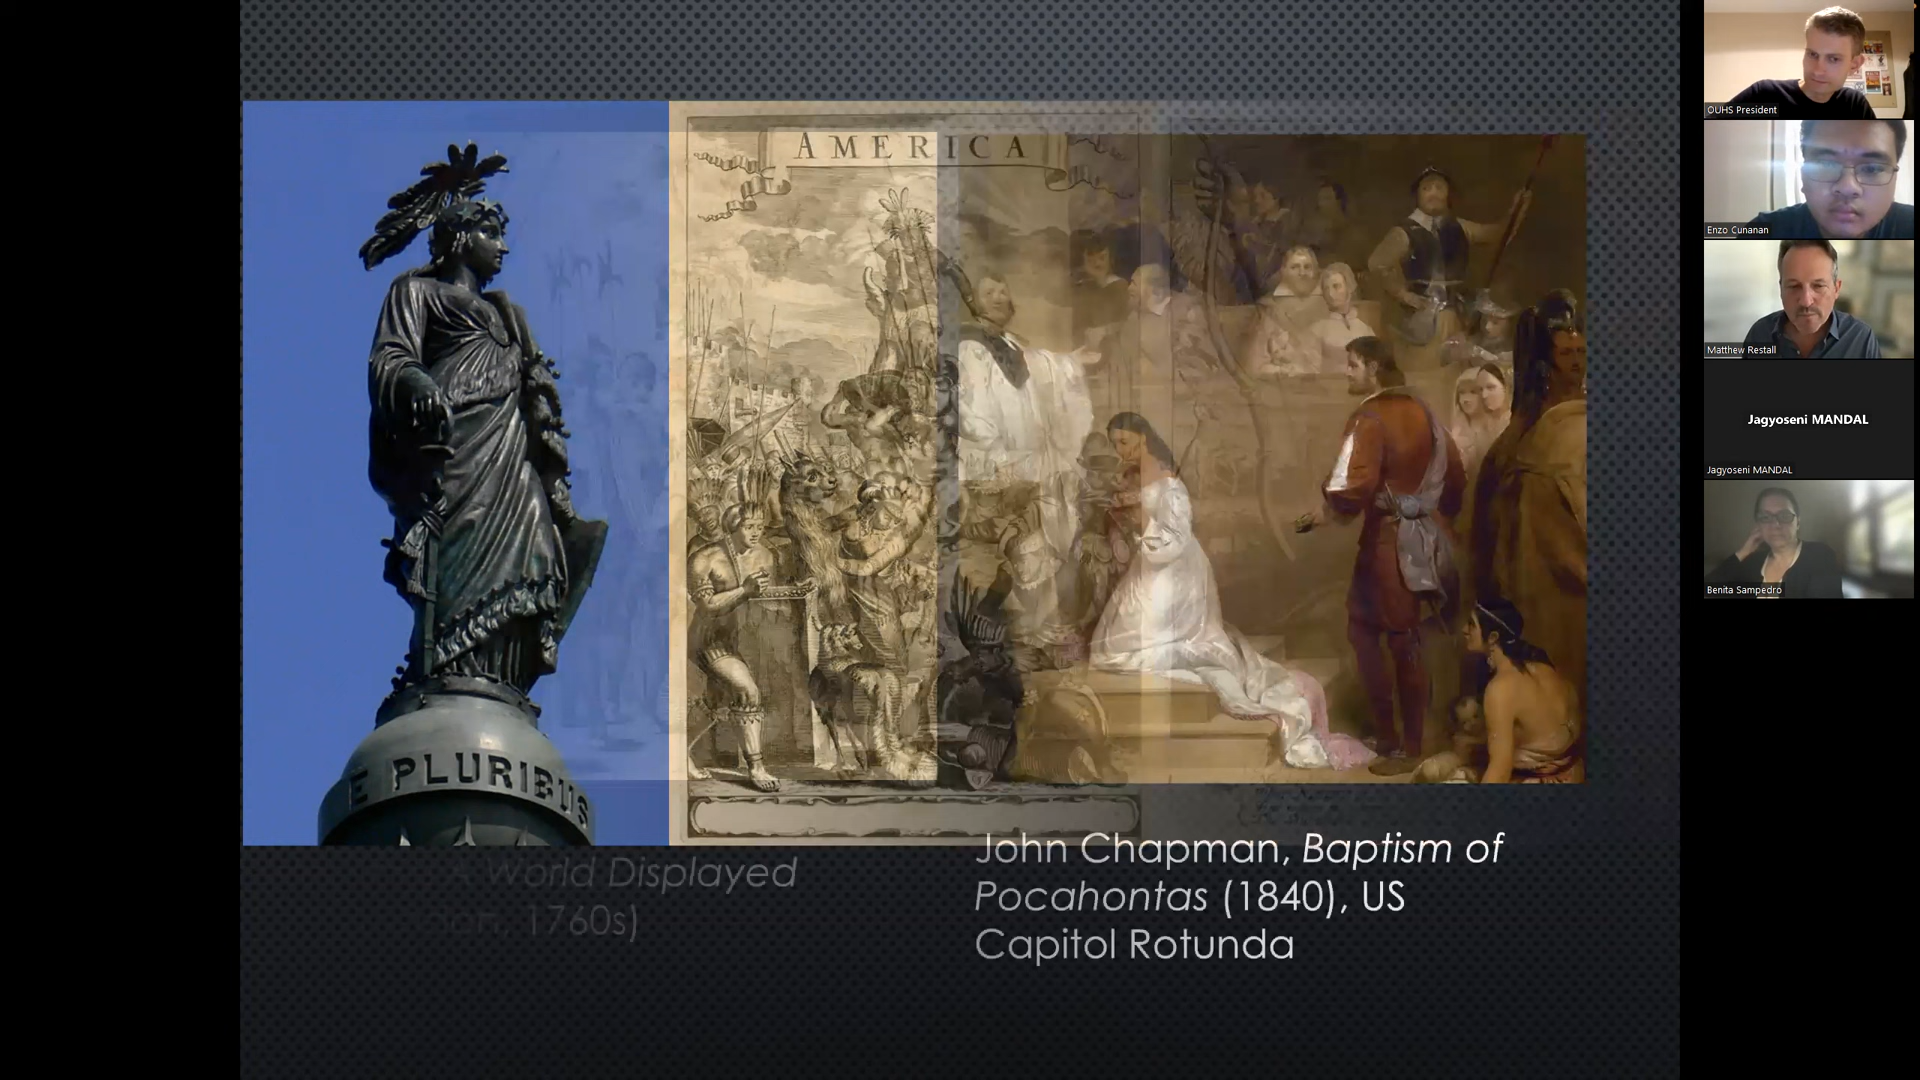 AMERICA
E PLURIBUS
World Displayed
1760s)
John Chapman, Baptism of
Pocahontas (1840), US
Capitol Rotunda
OUHS President
Enzo Cunanan
Matthew Restall
Jagyoseni MANDAL
Jagyoseni MANDAL
Benita Sampedro